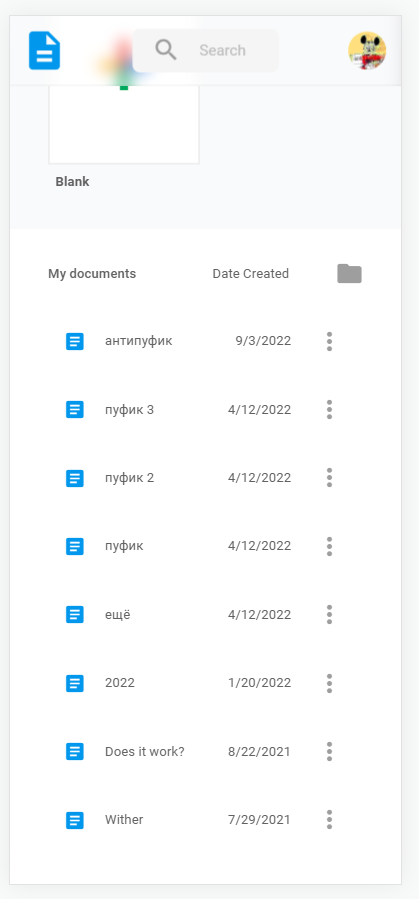 Search
Blank
My documents Date Created
антипуфик 9/3/2022
пуфик 3 4/12/2022
пуфик 2 4/12/2022
пуфик 4/12/2022
ещё 4/12/2022
2022 1/20/2022
Does it work? 8/22/2021
Wither 7/29/2021